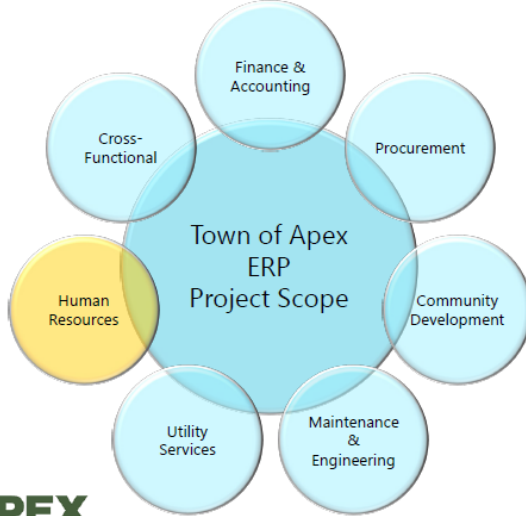 Finance &
Accounting
Cross-
Functional
Procurement
Town of Apex
ERP
Project Scope
Human
Resources
Community
Development
Utility
Services
Maintenance
&
Engineering